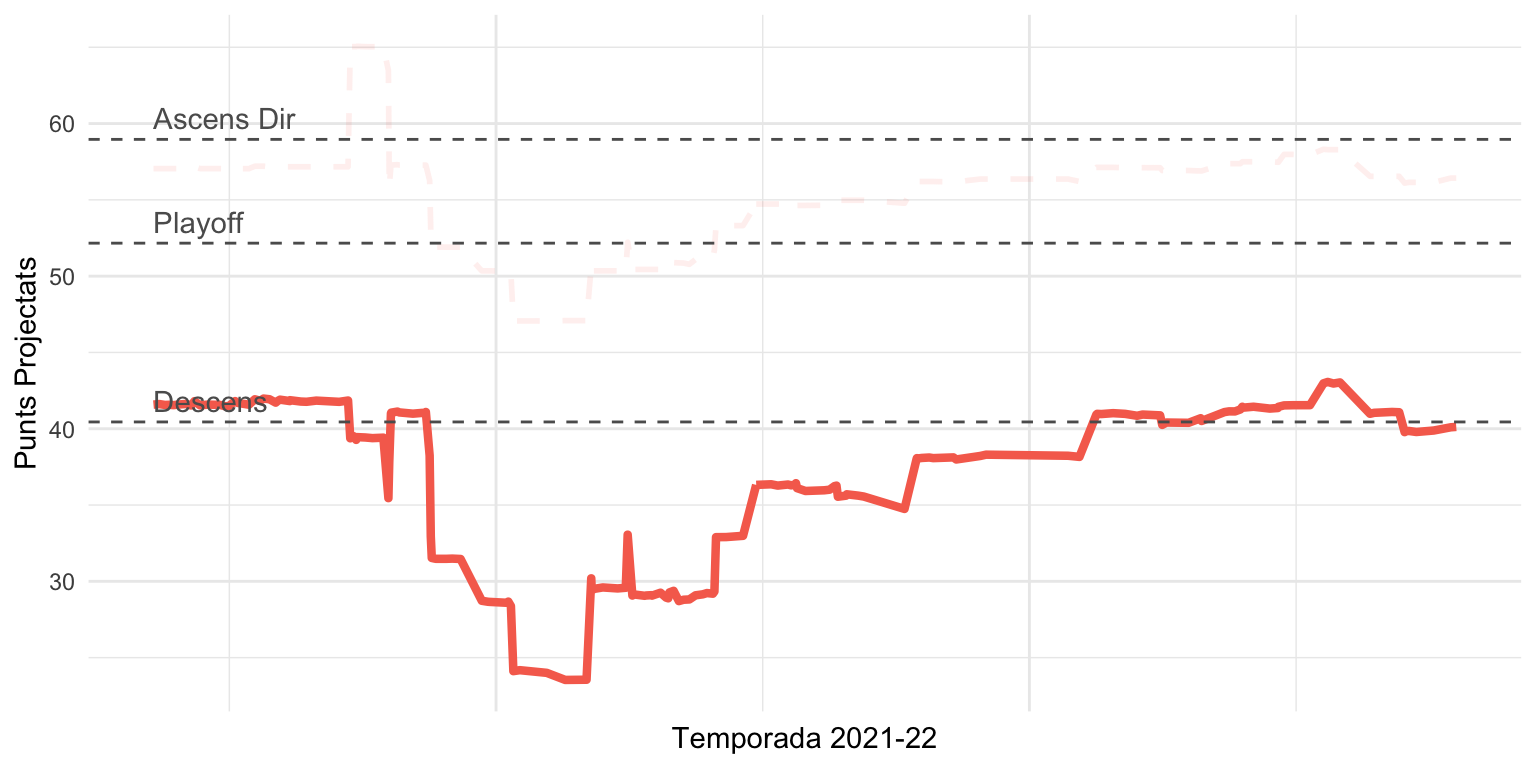 60
50
40
30
Ascens Dir
Playoff
Descens
Punts Projectats
Temporada 2021-22